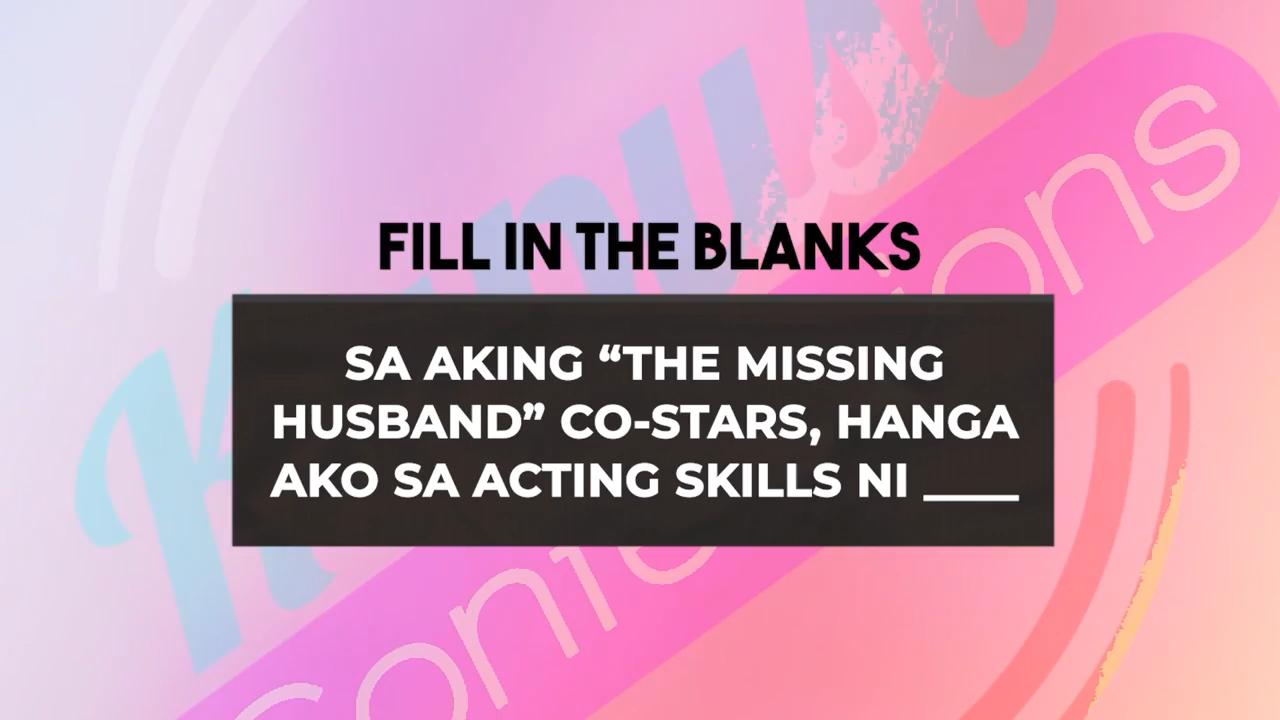 FILL IN THE BLANKS
SA AKING “THE MISSING
HUSBAND” CO-STARS, HANGA
AKO SA ACTING SKILLS NI ____